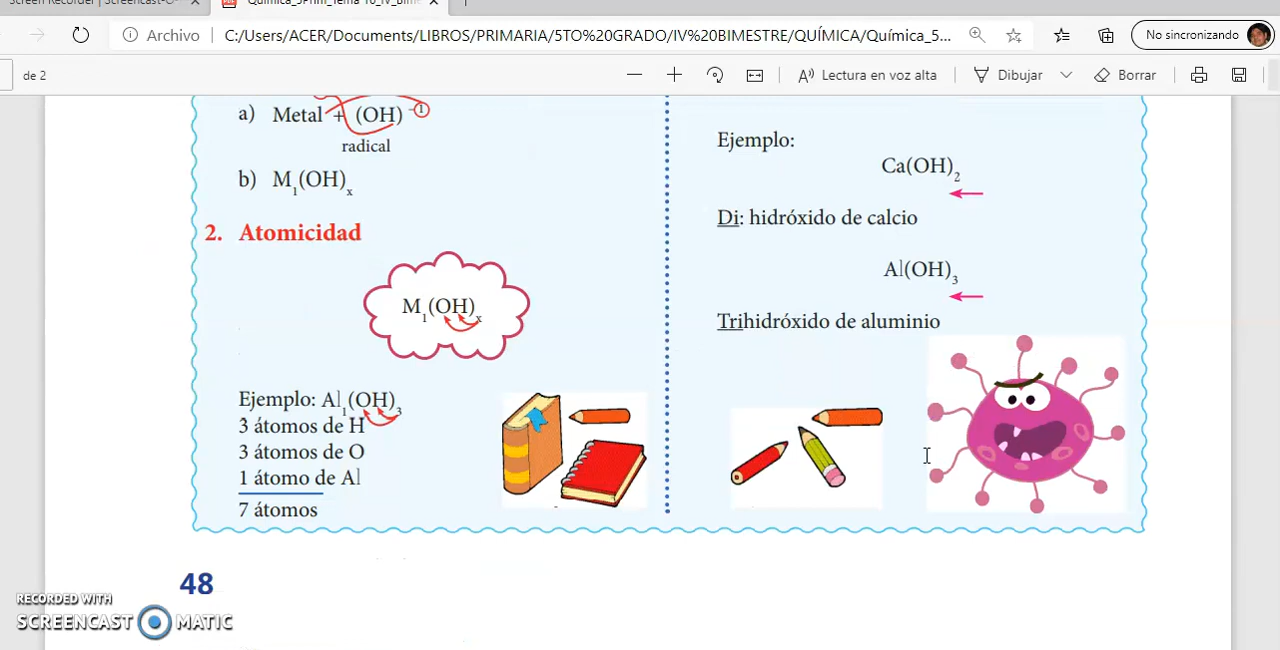 Screen Recorder | Screencast-O-
Química_5Prim_Tema 10_IV_Bime
Archivo C:/Users/ACER/Documents/LIBROS/PRIMARIA/5TO%20GRADO/IV%20BIMESTRE/QUÍMICA/Química_5...
No sincronizando
de 2
Lectura en voz alta
Dibujar
Borrar
a) Metal + (OH) -1
radical
b) M1(OH)x
2. Atomicidad
M1(OH)x
Ejemplo: Al1(OH)3
3 átomos de H
3 átomos de O
1 átomo de Al
7 átomos
Ejemplo:
Ca(OH)2
Di: hidróxido de calcio
Al(OH)3
Trihidróxido de aluminio
48
RECORDED WITH
SCREENCAST MATIC